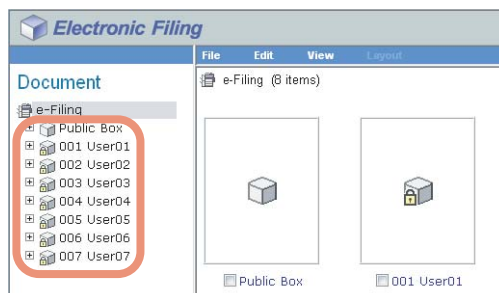 Electronic Filing
File Edit View Layout
Document
e-Filing
Public Box
001 User01
002 User02
003 User03
004 User04
005 User05
006 User06
007 User07
e-Filing (8 items)
Public Box
001 User01